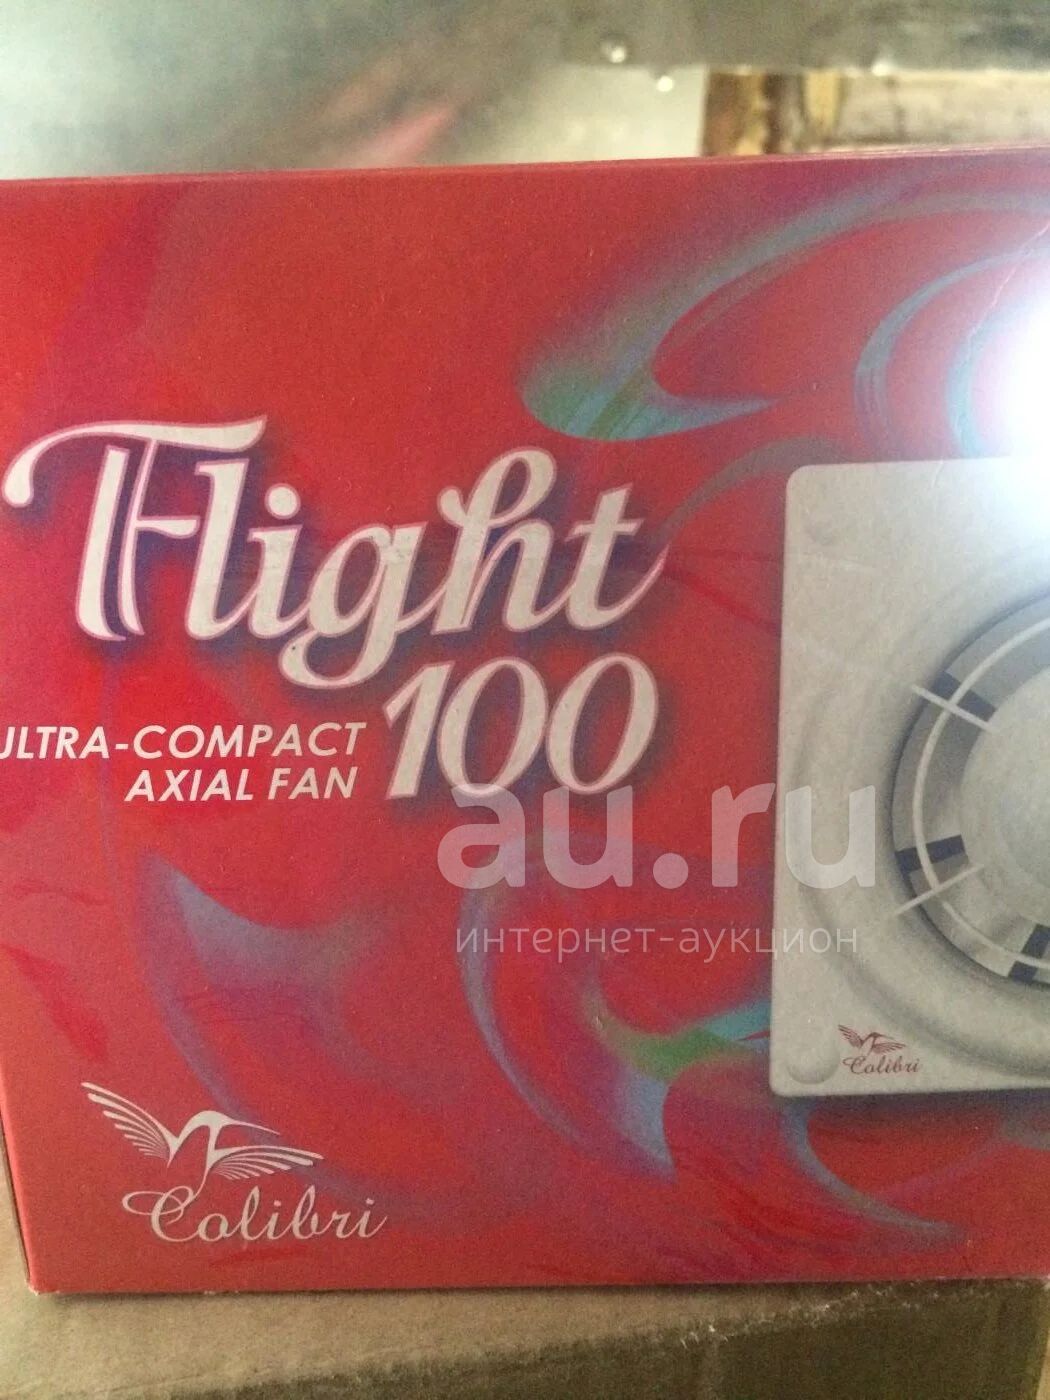 Flight
100
ULTRA-COMPACT
AXIAL FAN
au.ru
интернет-аукцион
Colibri
Colibri